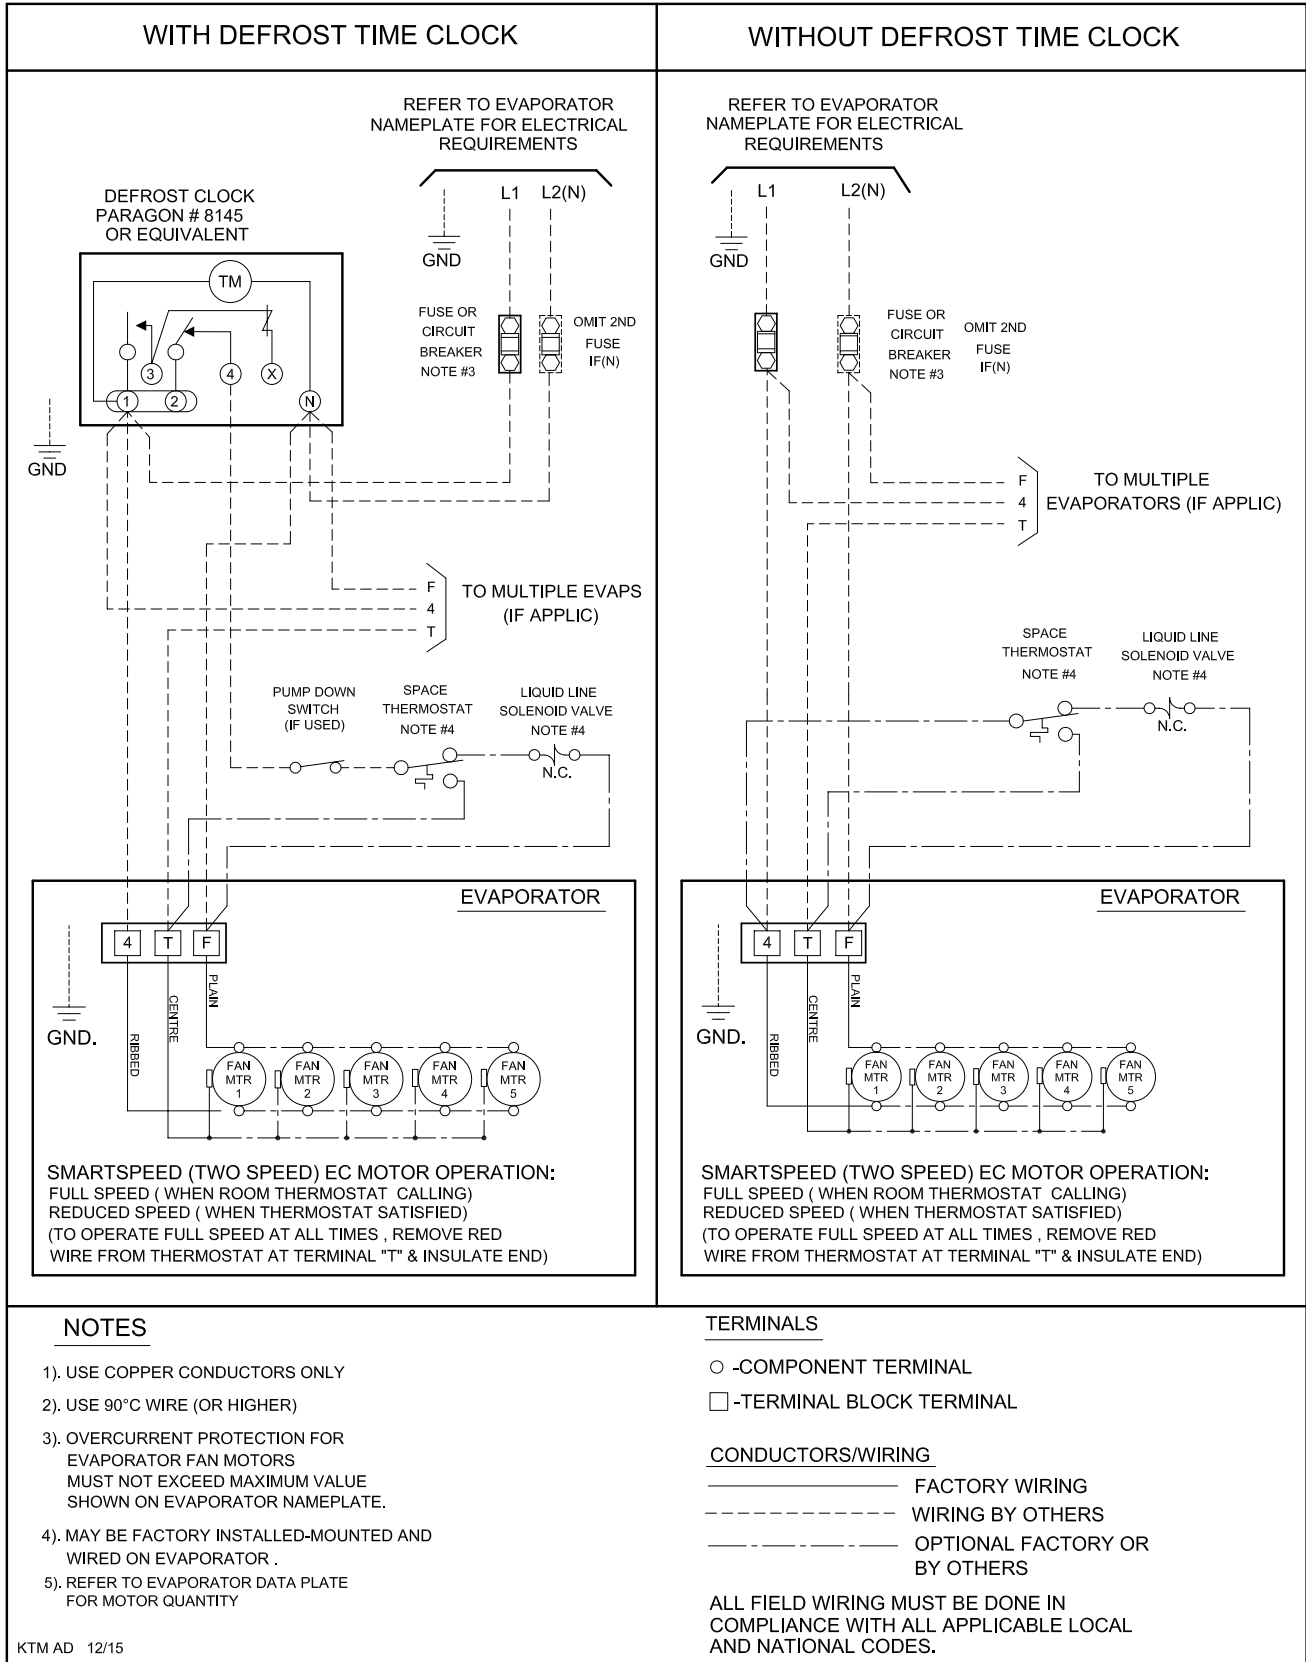 WITH DEFROST TIME CLOCK
REFER TO EVAPORATOR
NAMEPLATE FOR ELECTRICAL
REQUIREMENTS
L1 L2(N)
GND
DEFROST CLOCK
PARAGON # 8145
OR EQUIVALENT
TM
3 4 X
1 2 N
GND
FUSE OR
CIRCUIT
BREAKER
NOTE #3
OMIT 2ND
FUSE
IF(N)
F
4
T
TO MULTIPLE EVAPS
(IF APPLIC)
PUMP DOWN
SWITCH
(IF USED)
SPACE
THERMOSTAT
NOTE #4
LIQUID LINE
SOLENOID VALVE
NOTE #4
N.C.
EVAPORATOR
4 T F
GND.
RIBBED
CENTRE
PLAIN
FAN
MTR
1
FAN
MTR
2
FAN
MTR
3
FAN
MTR
4
FAN
MTR
5
SMARTSPEED (TWO SPEED) EC MOTOR OPERATION:
FULL SPEED ( WHEN ROOM THERMOSTAT CALLING)
REDUCED SPEED ( WHEN THERMOSTAT SATISFIED)
(TO OPERATE FULL SPEED AT ALL TIMES , REMOVE RED
WIRE FROM THERMOSTAT AT TERMINAL "T" & INSULATE END)
WITHOUT DEFROST TIME CLOCK
REFER TO EVAPORATOR
NAMEPLATE FOR ELECTRICAL
REQUIREMENTS
L1 L2(N)
GND
FUSE OR
CIRCUIT
BREAKER
NOTE #3
OMIT 2ND
FUSE
IF(N)
F
4
T
TO MULTIPLE
EVAPORATORS (IF APPLIC)
SPACE
THERMOSTAT
NOTE #4
LIQUID LINE
SOLENOID VALVE
NOTE #4
N.C.
EVAPORATOR
4 T F
GND.
RIBBED
CENTRE
PLAIN
FAN
MTR
1
FAN
MTR
2
FAN
MTR
3
FAN
MTR
4
FAN
MTR
5
SMARTSPEED (TWO SPEED) EC MOTOR OPERATION:
FULL SPEED ( WHEN ROOM THERMOSTAT CALLING)
REDUCED SPEED ( WHEN THERMOSTAT SATISFIED)
(TO OPERATE FULL SPEED AT ALL TIMES , REMOVE RED
WIRE FROM THERMOSTAT AT TERMINAL "T" & INSULATE END)
NOTES
1). USE COPPER CONDUCTORS ONLY
2). USE 90°C WIRE (OR HIGHER)
3). OVERCURRENT PROTECTION FOR
EVAPORATOR FAN MOTORS
MUST NOT EXCEED MAXIMUM VALUE
SHOWN ON EVAPORATOR NAMEPLATE.
4). MAY BE FACTORY INSTALLED-MOUNTED AND
WIRED ON EVAPORATOR .
5). REFER TO EVAPORATOR DATA PLATE
FOR MOTOR QUANTITY
KTM AD 12/15
TERMINALS
-COMPONENT TERMINAL
-TERMINAL BLOCK TERMINAL
CONDUCTORS/WIRING
FACTORY WIRING
WIRING BY OTHERS
OPTIONAL FACTORY OR
BY OTHERS
ALL FIELD WIRING MUST BE DONE IN
COMPLIANCE WITH ALL APPLICABLE LOCAL
AND NATIONAL CODES.